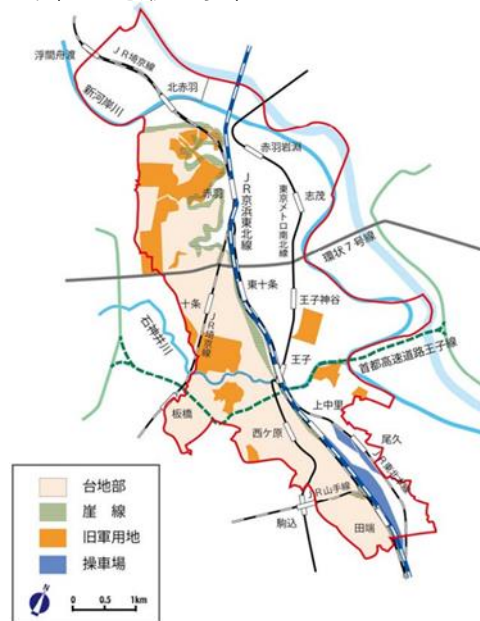 浮間舟渡
JR埼京線
北赤羽
新河岸川
赤羽岩淵
赤羽
JR京浜東北線
東京メトロ南北線
志茂
環状7号線
東十条
十条
王子神谷
石神井川
JR埼京線
王子
首都高速道路王子線
板橋
上中里
西ケ原
尾久
JR東北本線
JR山手線
駒込
田端
台地部
崖 線
旧軍用地
操車場
N
0 0.5 1km